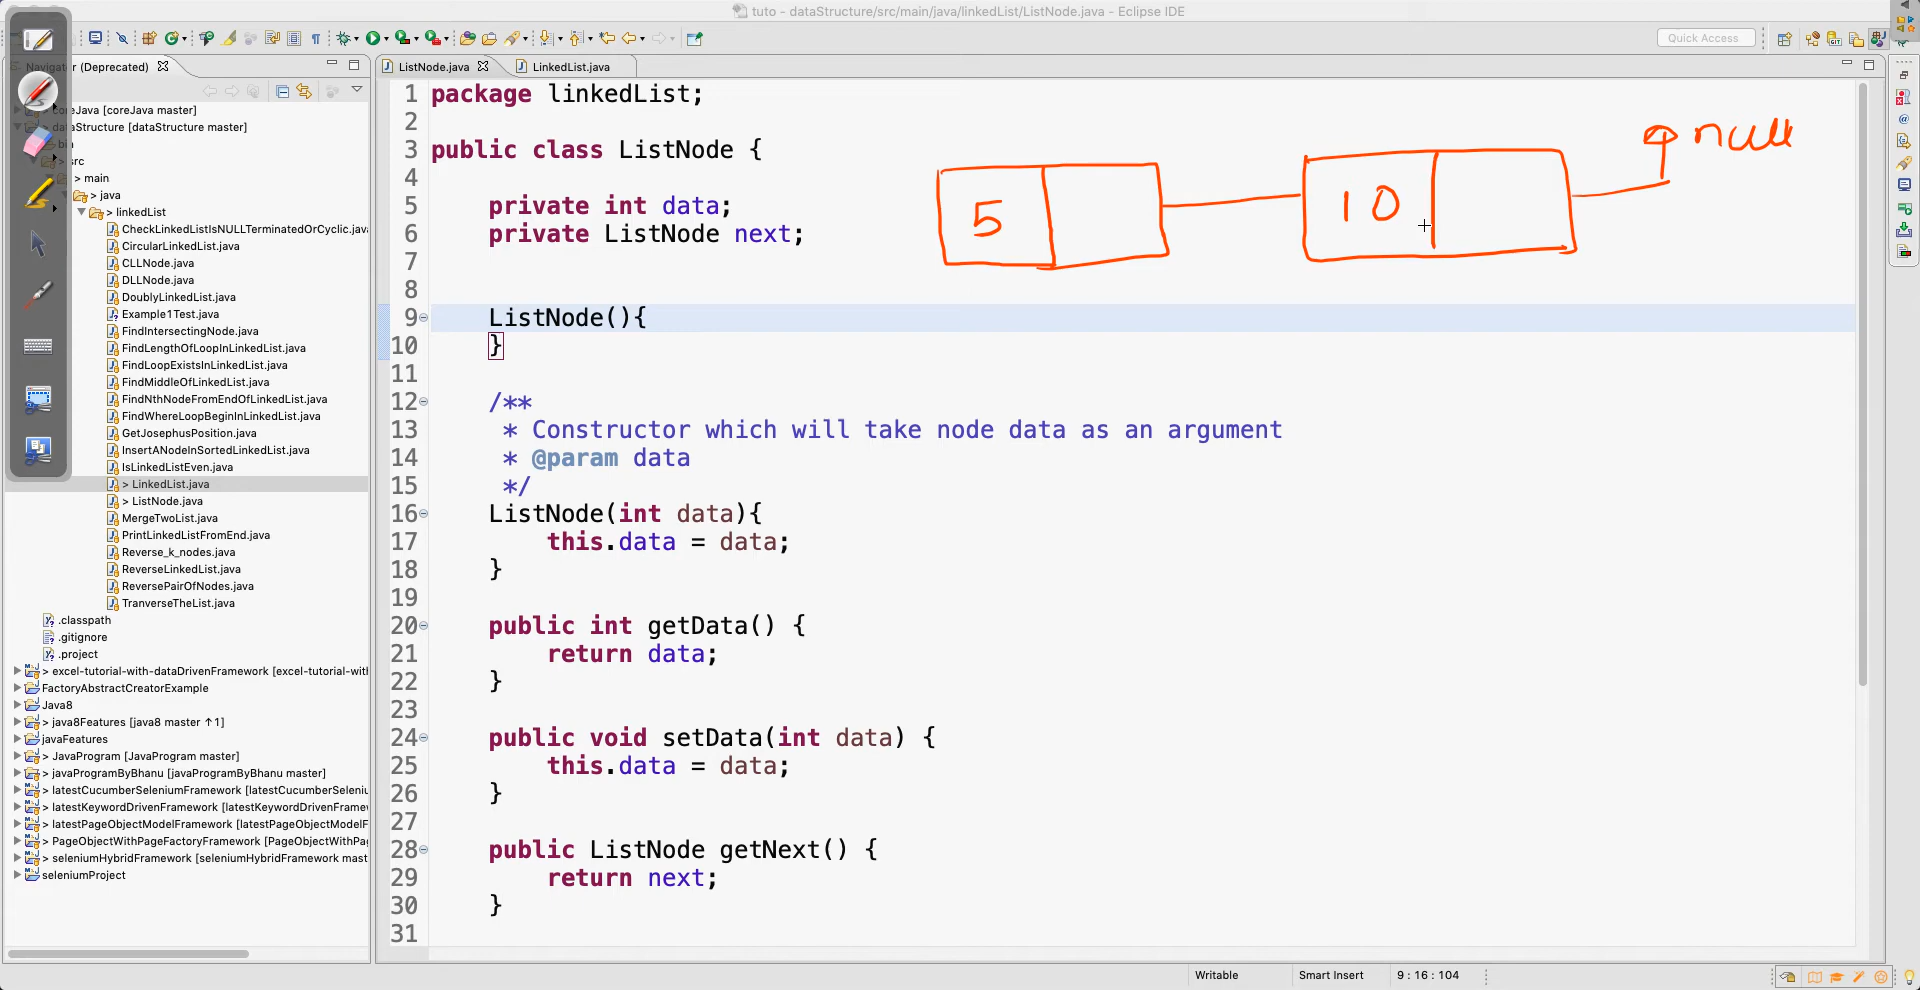 tuto - dataStructure/src/main/java/linkedList/ListNode.java - Eclipse IDE
Quick Access
Navigator (Deprecated)
ListNode.java
LinkedList.java
coreJava [coreJava master]
dataStructure [dataStructure master]
bin
src
> main
> java
> linkedList
CheckLinkedListIsNULLTerminatedOrCyclic.java
CircularLinkedList.java
CLLNode.java
DLLNode.java
DoublyLinkedList.java
Example1Test.java
FindIntersectingNode.java
FindLengthOfLoopInLinkedList.java
FindLoopExistsInLinkedList.java
FindMiddleOfLinkedList.java
FindNthNodeFromEndOfLinkedList.java
FindWhereLoopBeginInLinkedList.java
GetJosephusPosition.java
InsertANodeInSortedLinkedList.java
IsLinkedListEven.java
> LinkedList.java
> ListNode.java
MergeTwoList.java
PrintLinkedListFromEnd.java
Reverse_k_nodes.java
ReverseLinkedList.java
ReversePairOfNodes.java
TranverseTheList.java
.classpath
.gitignore
.project
> excel-tutorial-with-dataDrivenFramework [excel-tutorial-wit
FactoryAbstractCreatorExample
Java8
> java8Features [java8 master ↑1]
javaFeatures
> JavaProgram [JavaProgram master]
> javaProgramByBhanu [javaProgramByBhanu master]
> latestCucumberSeleniumFramework [latestCucumberSeleniu
> latestKeywordDrivenFramework [latestKeywordDrivenFrame
> latestPageObjectModelFramework [latestPageObjectModelF
> PageObjectWithPageFactoryFramework [PageObjectWithPag
> seleniumHybridFramework [seleniumHybridFramework mast
seleniumProject
1 package linkedList;
2
3 public class ListNode {
4
5 private int data;
6 private ListNode next;
7
8
9 ListNode(){
10 }
11
12 /**
13 * Constructor which will take node data as an argument
14 * @param data
15 */
16 ListNode(int data){
17 this.data = data;
18 }
19
20 public int getData() {
21 return data;
22 }
23
24 public void setData(int data) {
25 this.data = data;
26 }
27
28 public ListNode getNext() {
29 return next;
30 }
31
5
10
null
Writable
Smart Insert
9 : 16 : 104